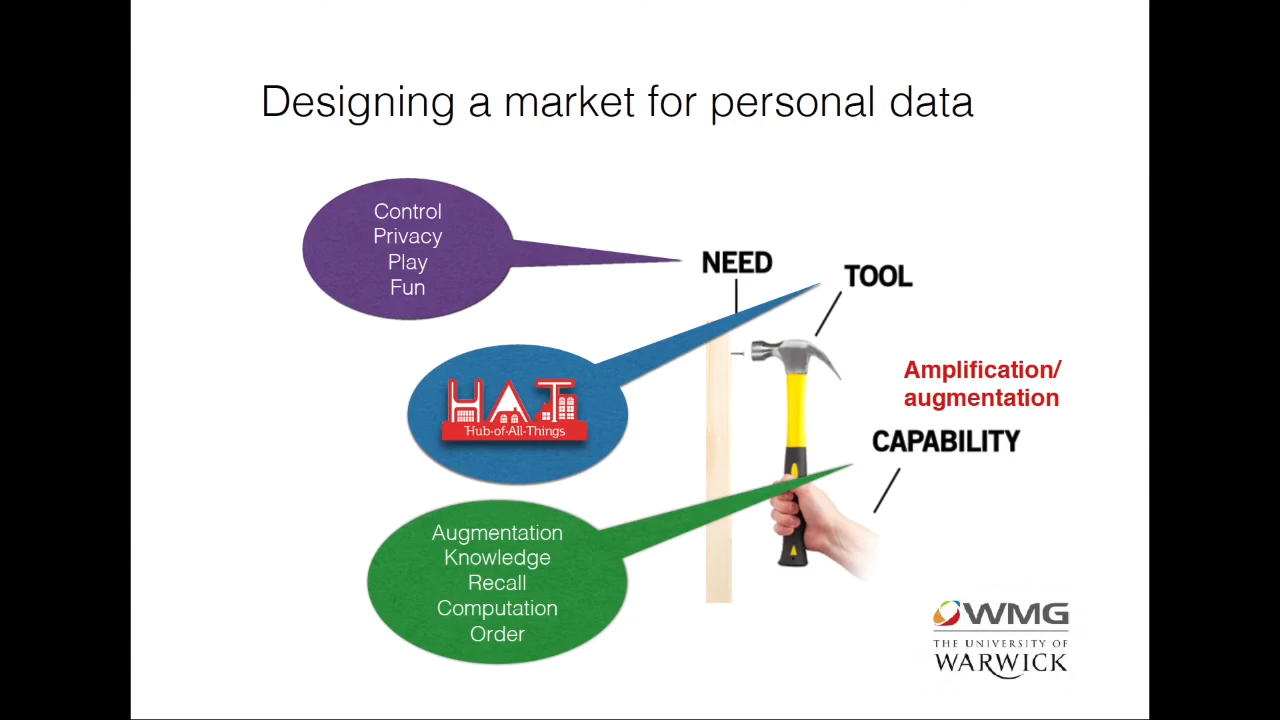 Designing a market for personal data
Control
Privacy
Play
Fun
NEED
TOOL
HAT
Hub-of-All-Things
Amplification/
augmentation
CAPABILITY
Augmentation
Knowledge
Recall
Computation
Order
WMG
THE UNIVERSITY OF
WARWICK